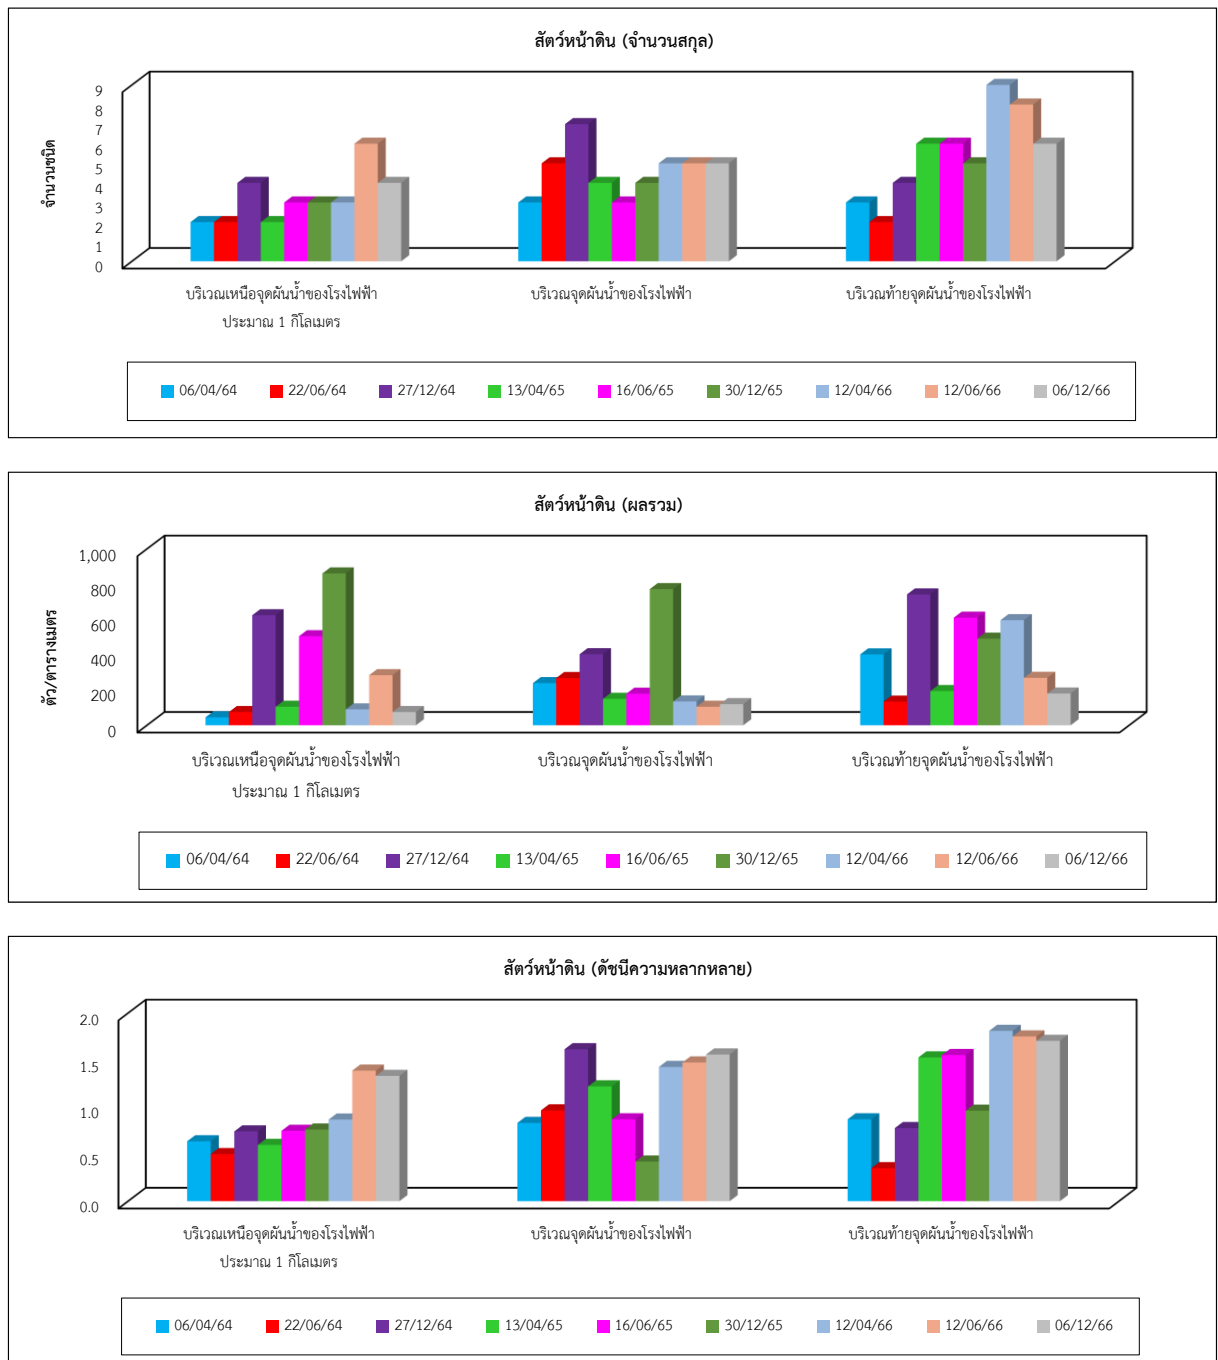 สัตว์หน้าดิน (จำนวนสกุล)
จำนวนชนิด
9
8
7
6
5
4
3
2
1
0
บริเวณเหนือจุดผันน้ำของโรงไฟฟ้า
ประมาณ 1 กิโลเมตร
บริเวณจุดผันน้ำของโรงไฟฟ้า
บริเวณท้ายจุดผันน้ำของโรงไฟฟ้า
06/04/64 22/06/64 27/12/64 13/04/65 16/06/65 30/12/65 12/04/66 12/06/66 06/12/66
สัตว์หน้าดิน (ผลรวม)
ตัว/ตารางเมตร
1,000
800
600
400
200
0
บริเวณเหนือจุดผันน้ำของโรงไฟฟ้า
ประมาณ 1 กิโลเมตร
บริเวณจุดผันน้ำของโรงไฟฟ้า
บริเวณท้ายจุดผันน้ำของโรงไฟฟ้า
06/04/64 22/06/64 27/12/64 13/04/65 16/06/65 30/12/65 12/04/66 12/06/66 06/12/66
สัตว์หน้าดิน (ดัชนีความหลากหลาย)
2.0
1.5
1.0
0.5
0.0
บริเวณเหนือจุดผันน้ำของโรงไฟฟ้า
ประมาณ 1 กิโลเมตร
บริเวณจุดผันน้ำของโรงไฟฟ้า
บริเวณท้ายจุดผันน้ำของโรงไฟฟ้า
06/04/64 22/06/64 27/12/64 13/04/65 16/06/65 30/12/65 12/04/66 12/06/66 06/12/66